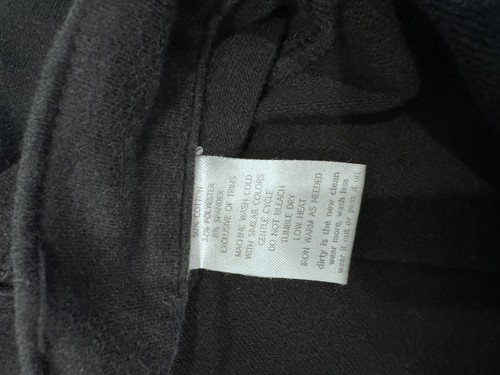 COTTON
32% POLYESTER
SPANDEX
EXCLUSIVE OF TRIMS
MACHINE WASH COLD
WITH SIMILAR COLORS
GENTLE CYCLE
DO NOT BLEACH
TUMBLE DRY
LOW HEAT
IRON WARM AS NEEDED
dirty is the new clean
wear more, wash less
wear it out or pass it on